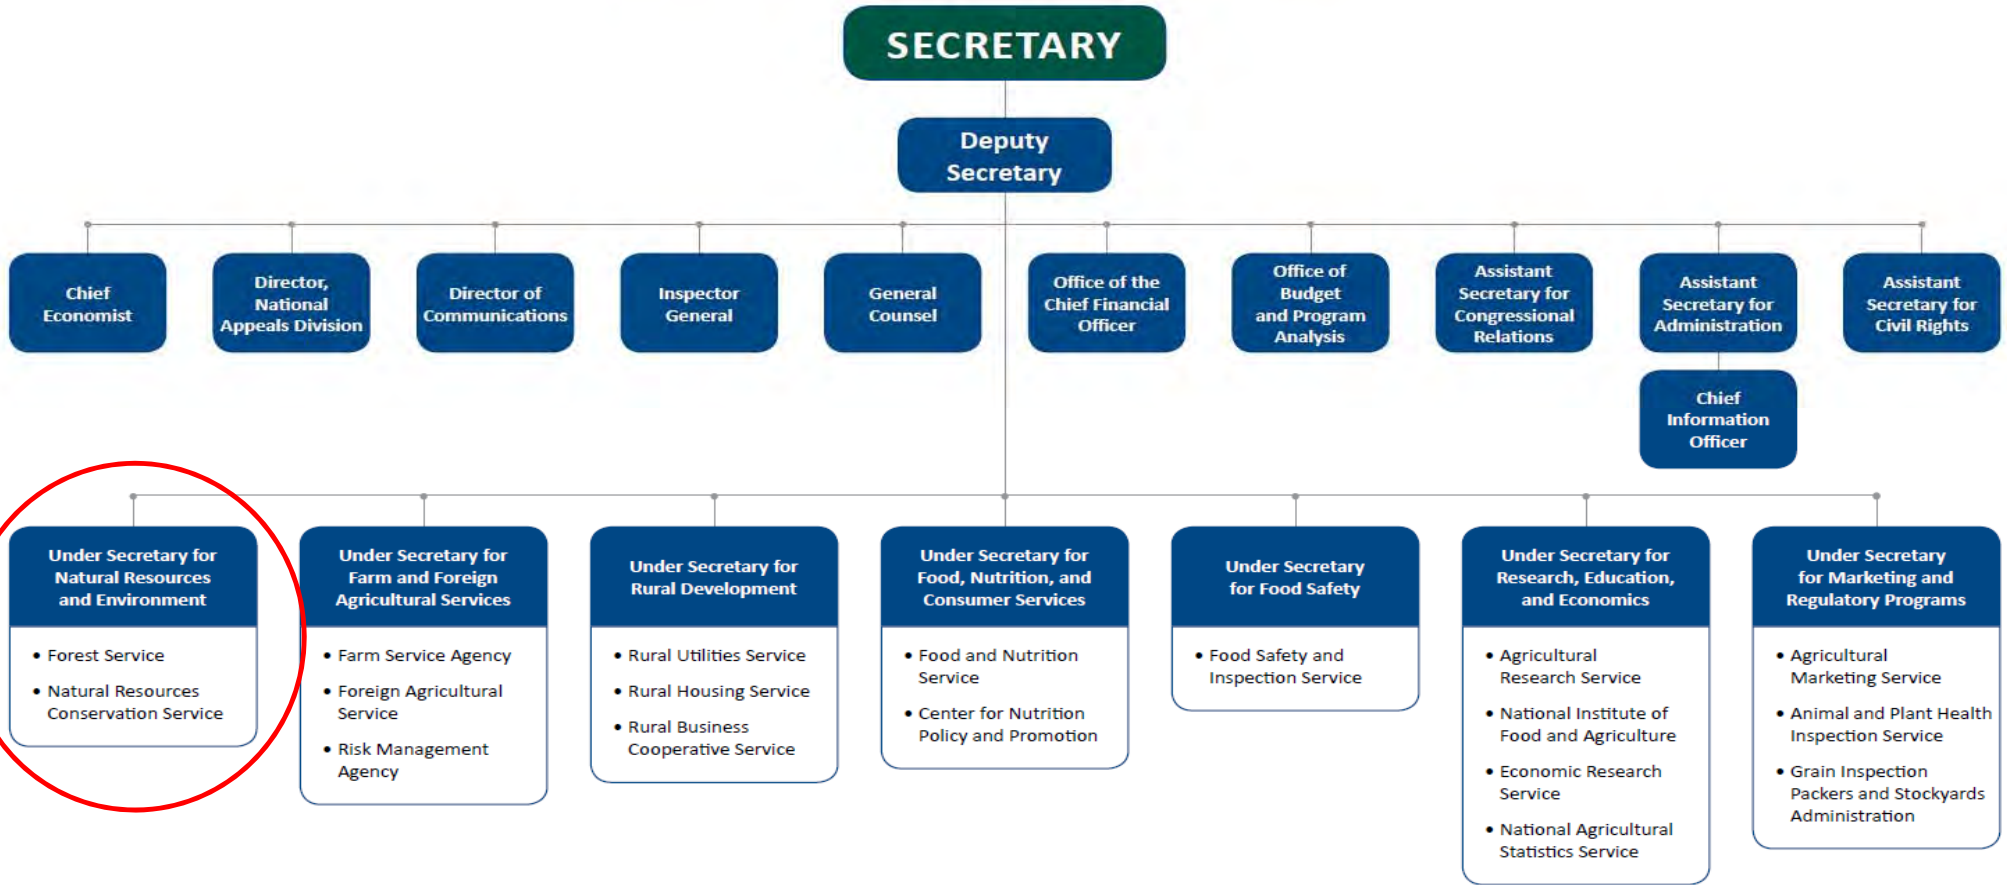 SECRETARY
Deputy
Secretary
Chief
Economist
Director,
National
Appeals Division
Director of
Communications
Inspector
General
General
Counsel
Office of the
Chief Financial
Officer
Office of
Budget
and Program
Analysis
Assistant
Secretary for
Congressional
Relations
Assistant
Secretary for
Administration
Assistant
Secretary for
Civil Rights
Chief
Information
Officer
Under Secretary for
Natural Resources
and Environment
• Forest Service
• Natural Resources
Conservation Service
Under Secretary for
Farm and Foreign
Agricultural Services
• Farm Service Agency
• Foreign Agricultural
Service
• Risk Management
Agency
Under Secretary for
Rural Development
• Rural Utilities Service
• Rural Housing Service
• Rural Business
Cooperative Service
Under Secretary for
Food, Nutrition, and
Consumer Services
• Food and Nutrition
Service
• Center for Nutrition
Policy and Promotion
Under Secretary
for Food Safety
• Food Safety and
Inspection Service
Under Secretary for
Research, Education,
and Economics
• Agricultural
Research Service
• National Institute of
Food and Agriculture
• Economic Research
Service
• National Agricultural
Statistics Service
Under Secretary
for Marketing and
Regulatory Programs
• Agricultural
Marketing Service
• Animal and Plant Health
Inspection Service
• Grain Inspection
Packers and Stockyards
Administration